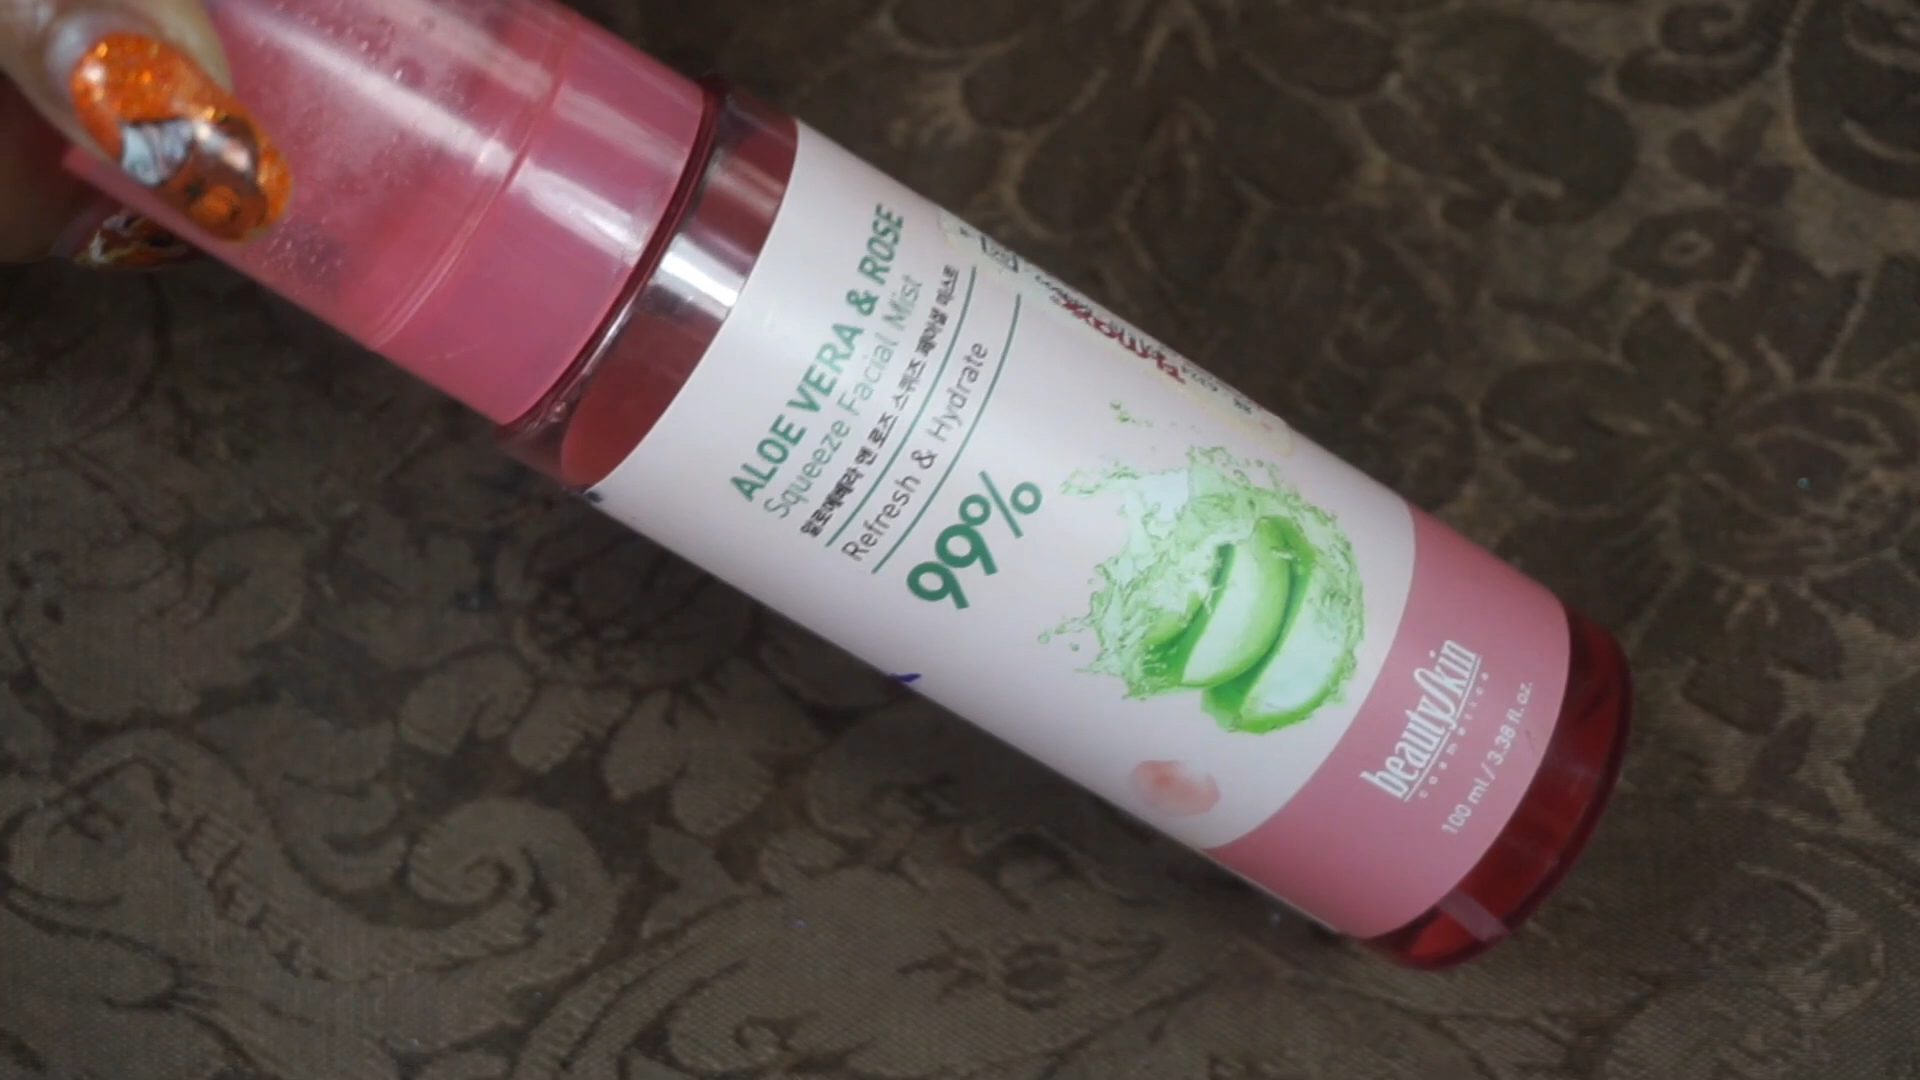 ALOE VERA & ROSE
Squeeze Facial Mist
알로에베라 앤 로즈 스퀴즈 페이셜 미스트
Refresh & Hydrate
99%
beautyskin
cosmetics
100 ml / 3.38 fl. oz.